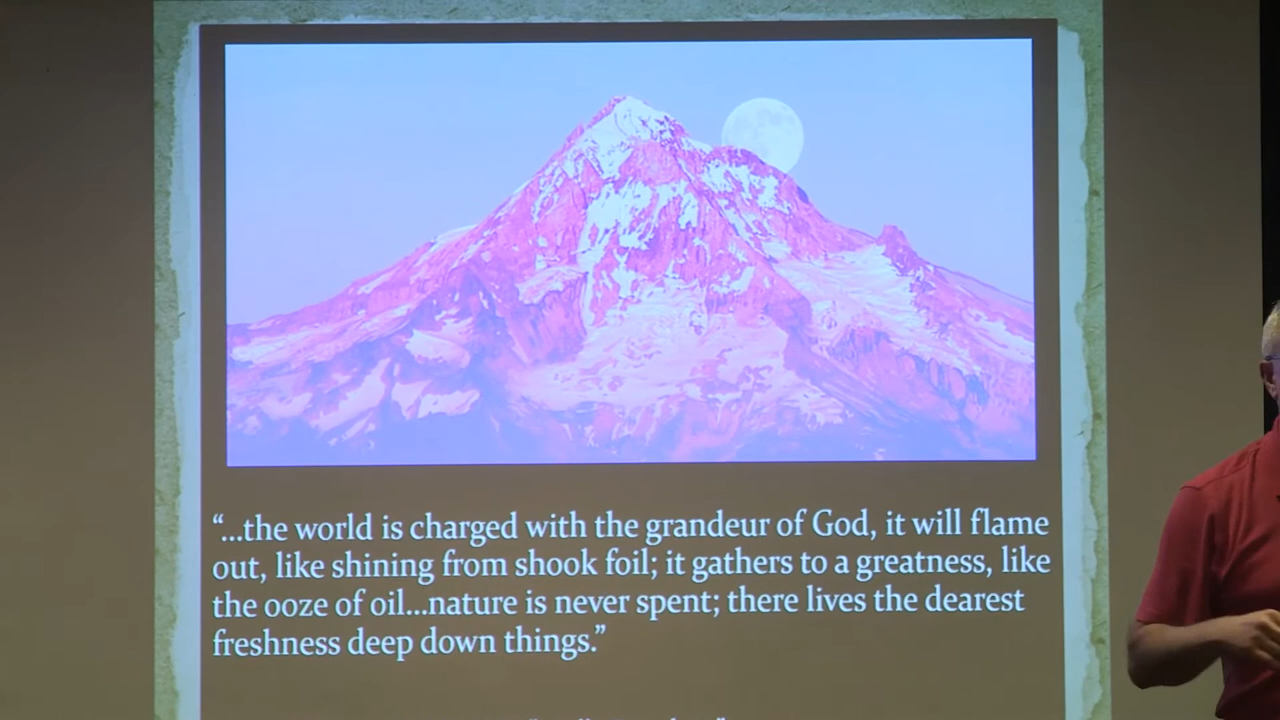 “...the world is charged with the grandeur of God, it will flame
out, like shining from shook foil; it gathers to a greatness, like
the ooze of oil...nature is never spent; there lives the dearest
freshness deep down things.”